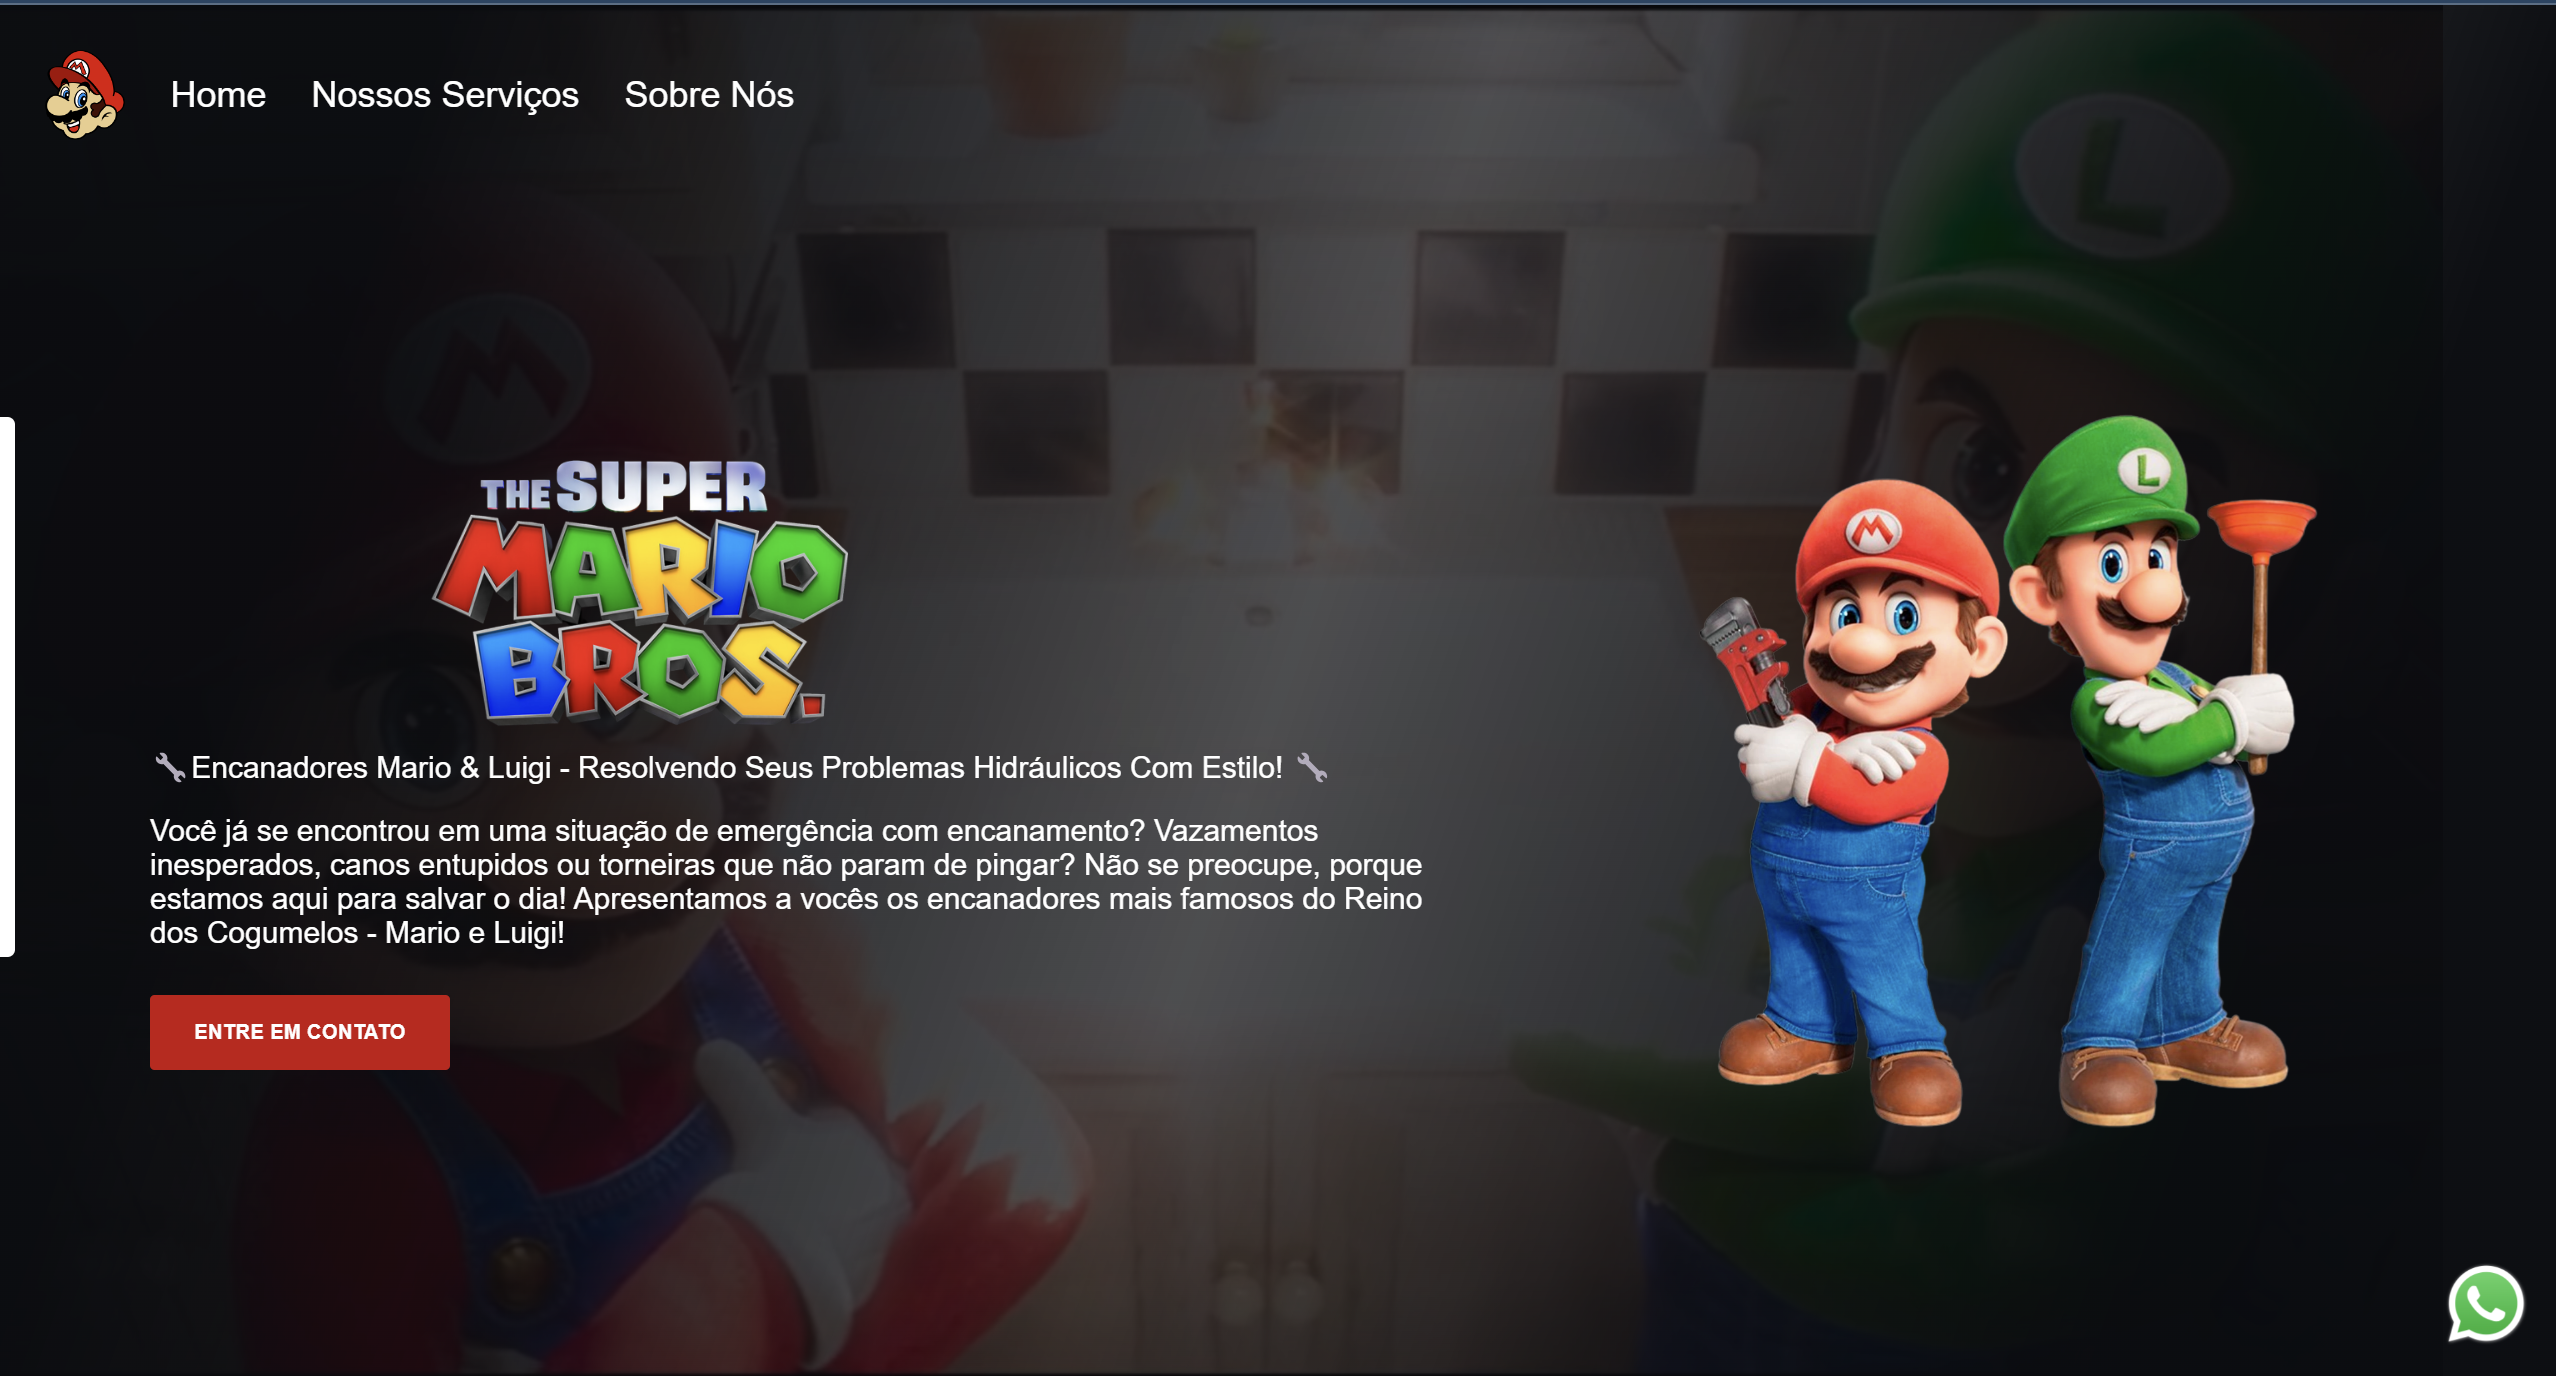 Home
Nossos Serviços
Sobre Nós
THE SUPER
MARIO
BROS.
🔧Encanadores Mario & Luigi - Resolvendo Seus Problemas Hidráulicos Com Estilo! 🔧
Você já se encontrou em uma situação de emergência com encanamento? Vazamentos
inesperados, canos entupidos ou torneiras que não param de pingar? Não se preocupe, porque
estamos aqui para salvar o dia! Apresentamos a vocês os encanadores mais famosos do Reino
dos Cogumelos - Mario e Luigi!
ENTRE EM CONTATO
M
L
M
L
M